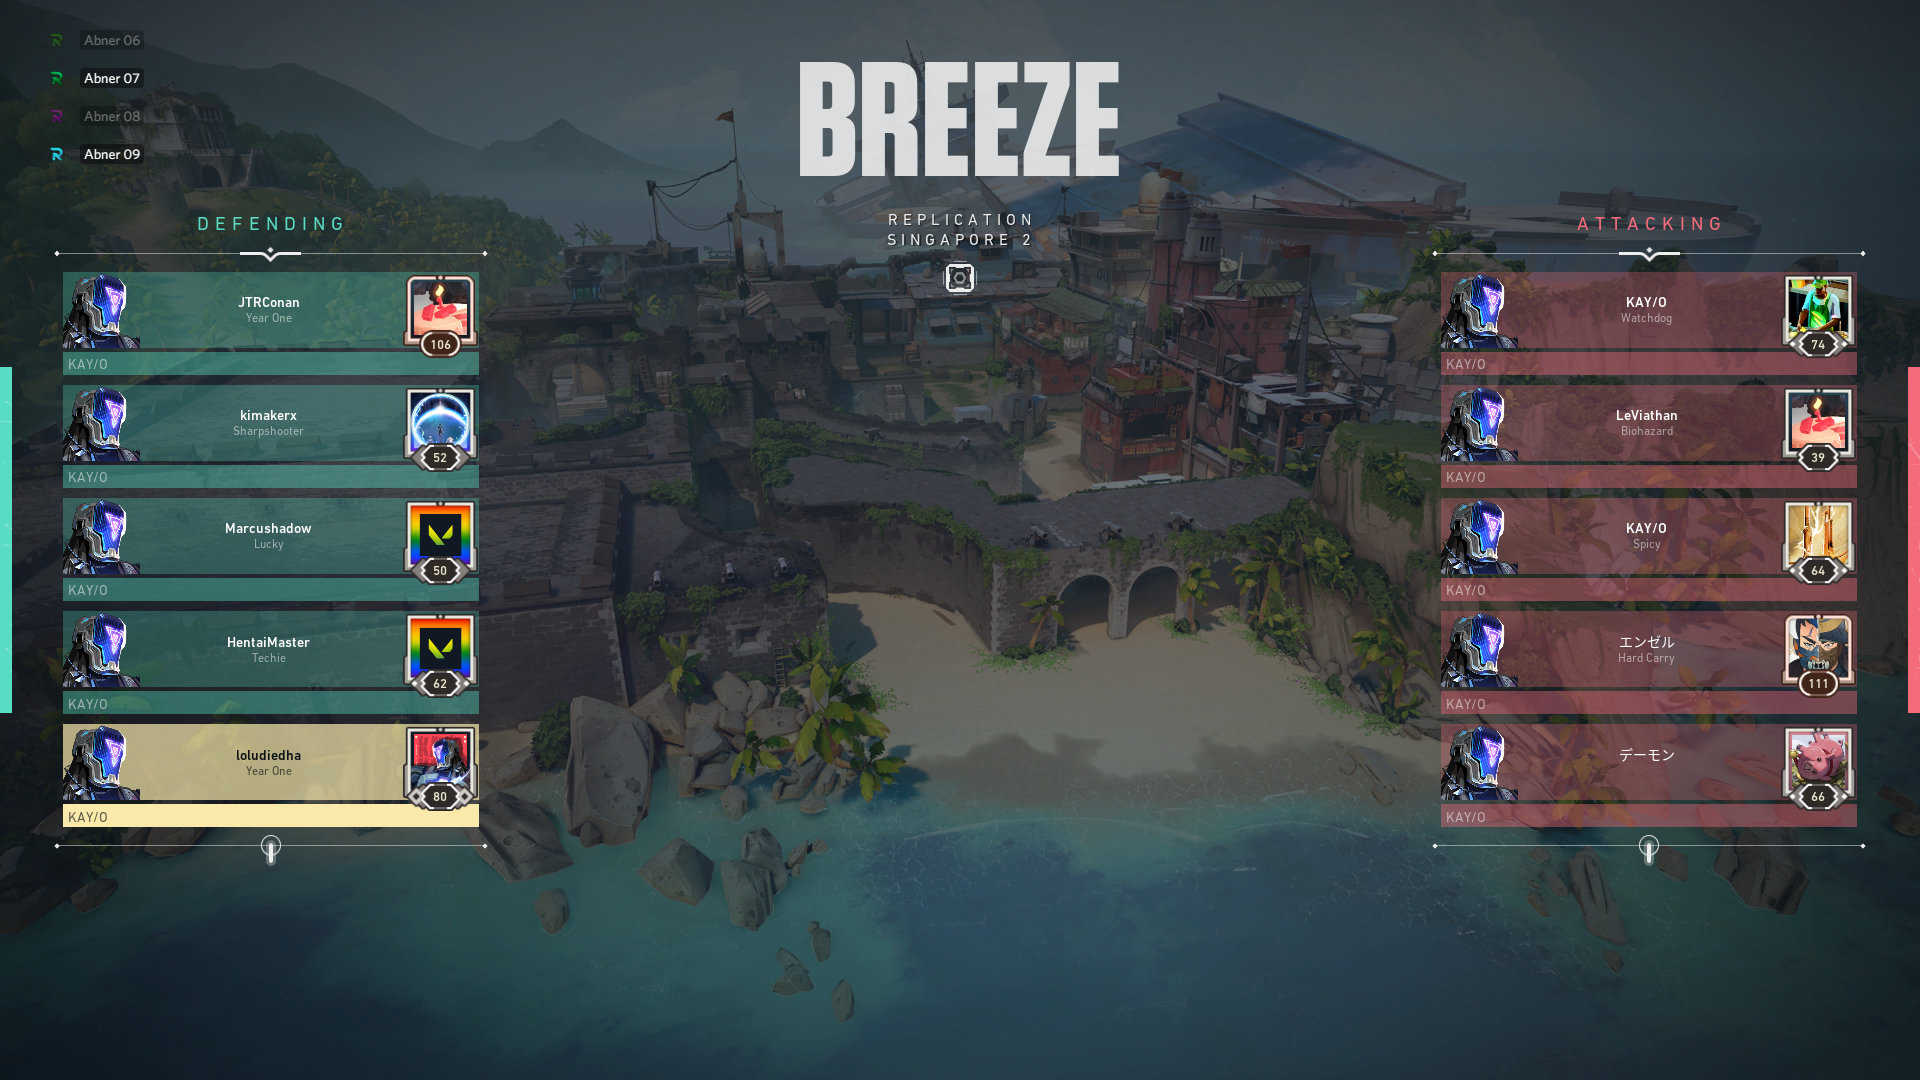 Abner 06
Abner 07
Abner 08
Abner 09
BREEZE
REPLICATION
SINGAPORE 2
DEFENDING
JTRConan
Year One
106
KAY/O
kimakerx
Sharpshooter
52
KAY/O
Marcushadow
Lucky
50
KAY/O
HentaiMaster
Techie
62
KAY/O
loludiedha
Year One
80
KAY/O
ATTACKING
KAY/O
Watchdog
74
KAY/O
LeViathan
Biohazard
39
KAY/O
KAY/O
Spicy
64
KAY/O
エンゼル
Hard Carry
111
KAY/O
デーモン
66
KAY/O